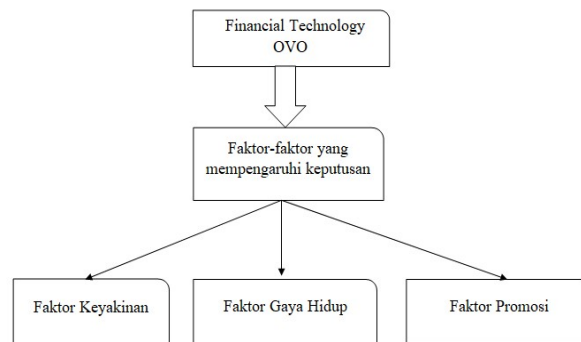 Financial Technology
OVO
Faktor-faktor yang
mempengaruhi keputusan
Faktor Keyakinan
Faktor Gaya Hidup
Faktor Promosi